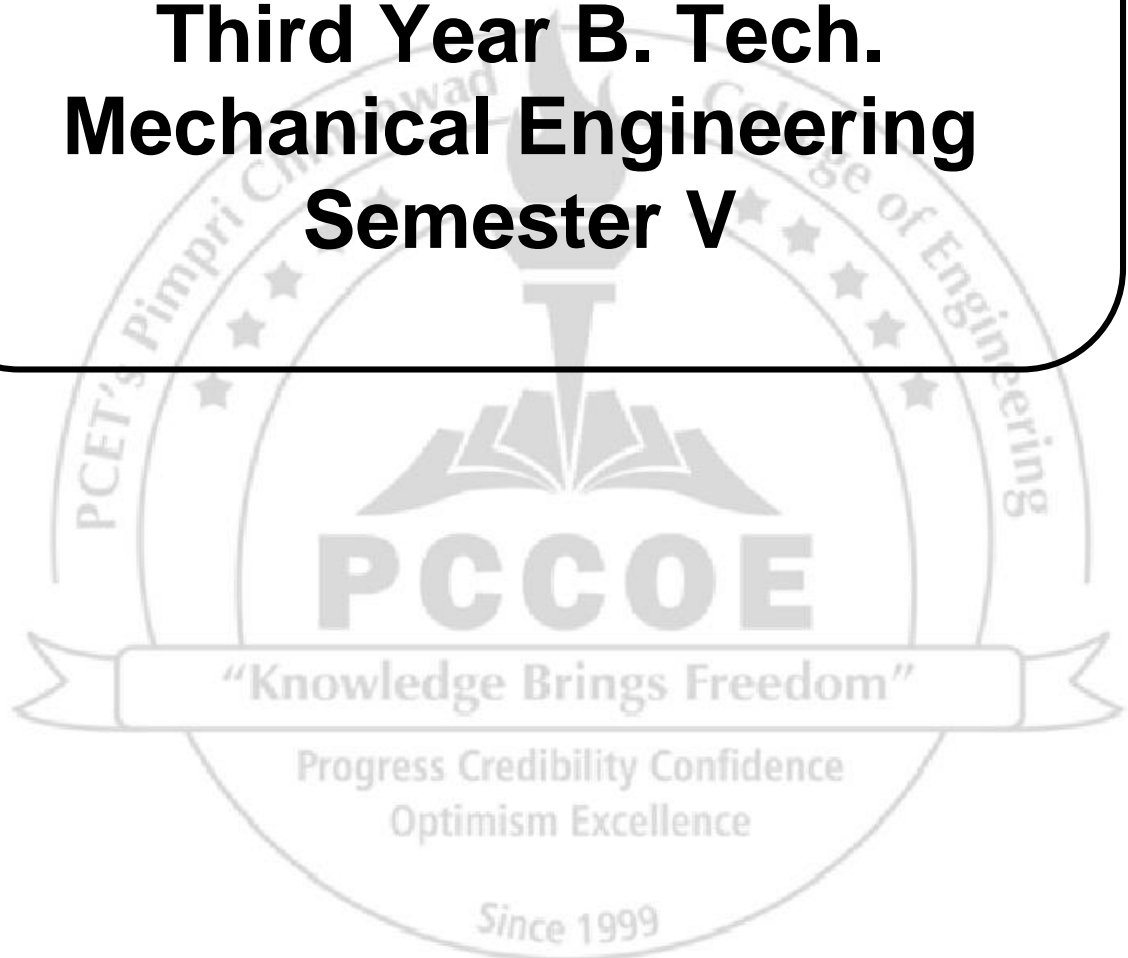 Third Year B. Tech.
Mechanical Engineering
Semester V
PCET's Pimpri Chinchwad College of Engineering
PCCOE
"Knowledge Brings Freedom"
Progress Credibility Confidence
Optimism Excellence
Since 1999